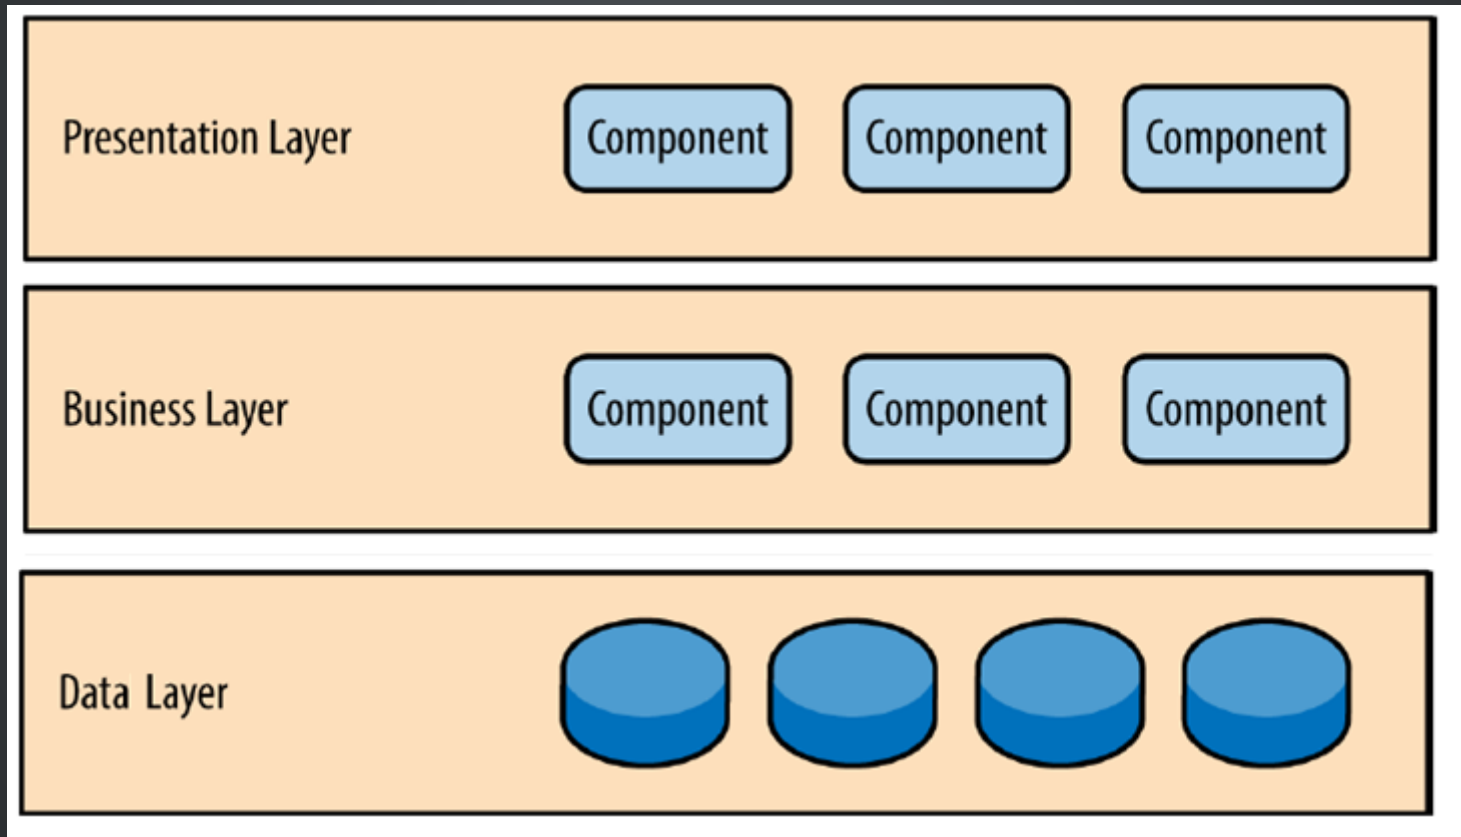 Presentation Layer
Component Component Component
Business Layer
Component Component Component
Data Layer